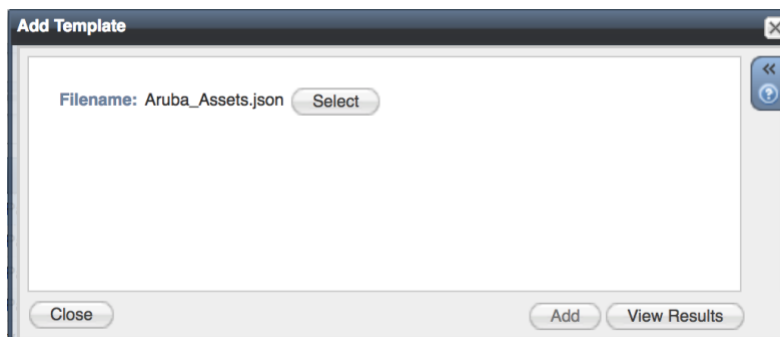 Add Template
Filename: Aruba_Assets.json Select
Close Add View Results